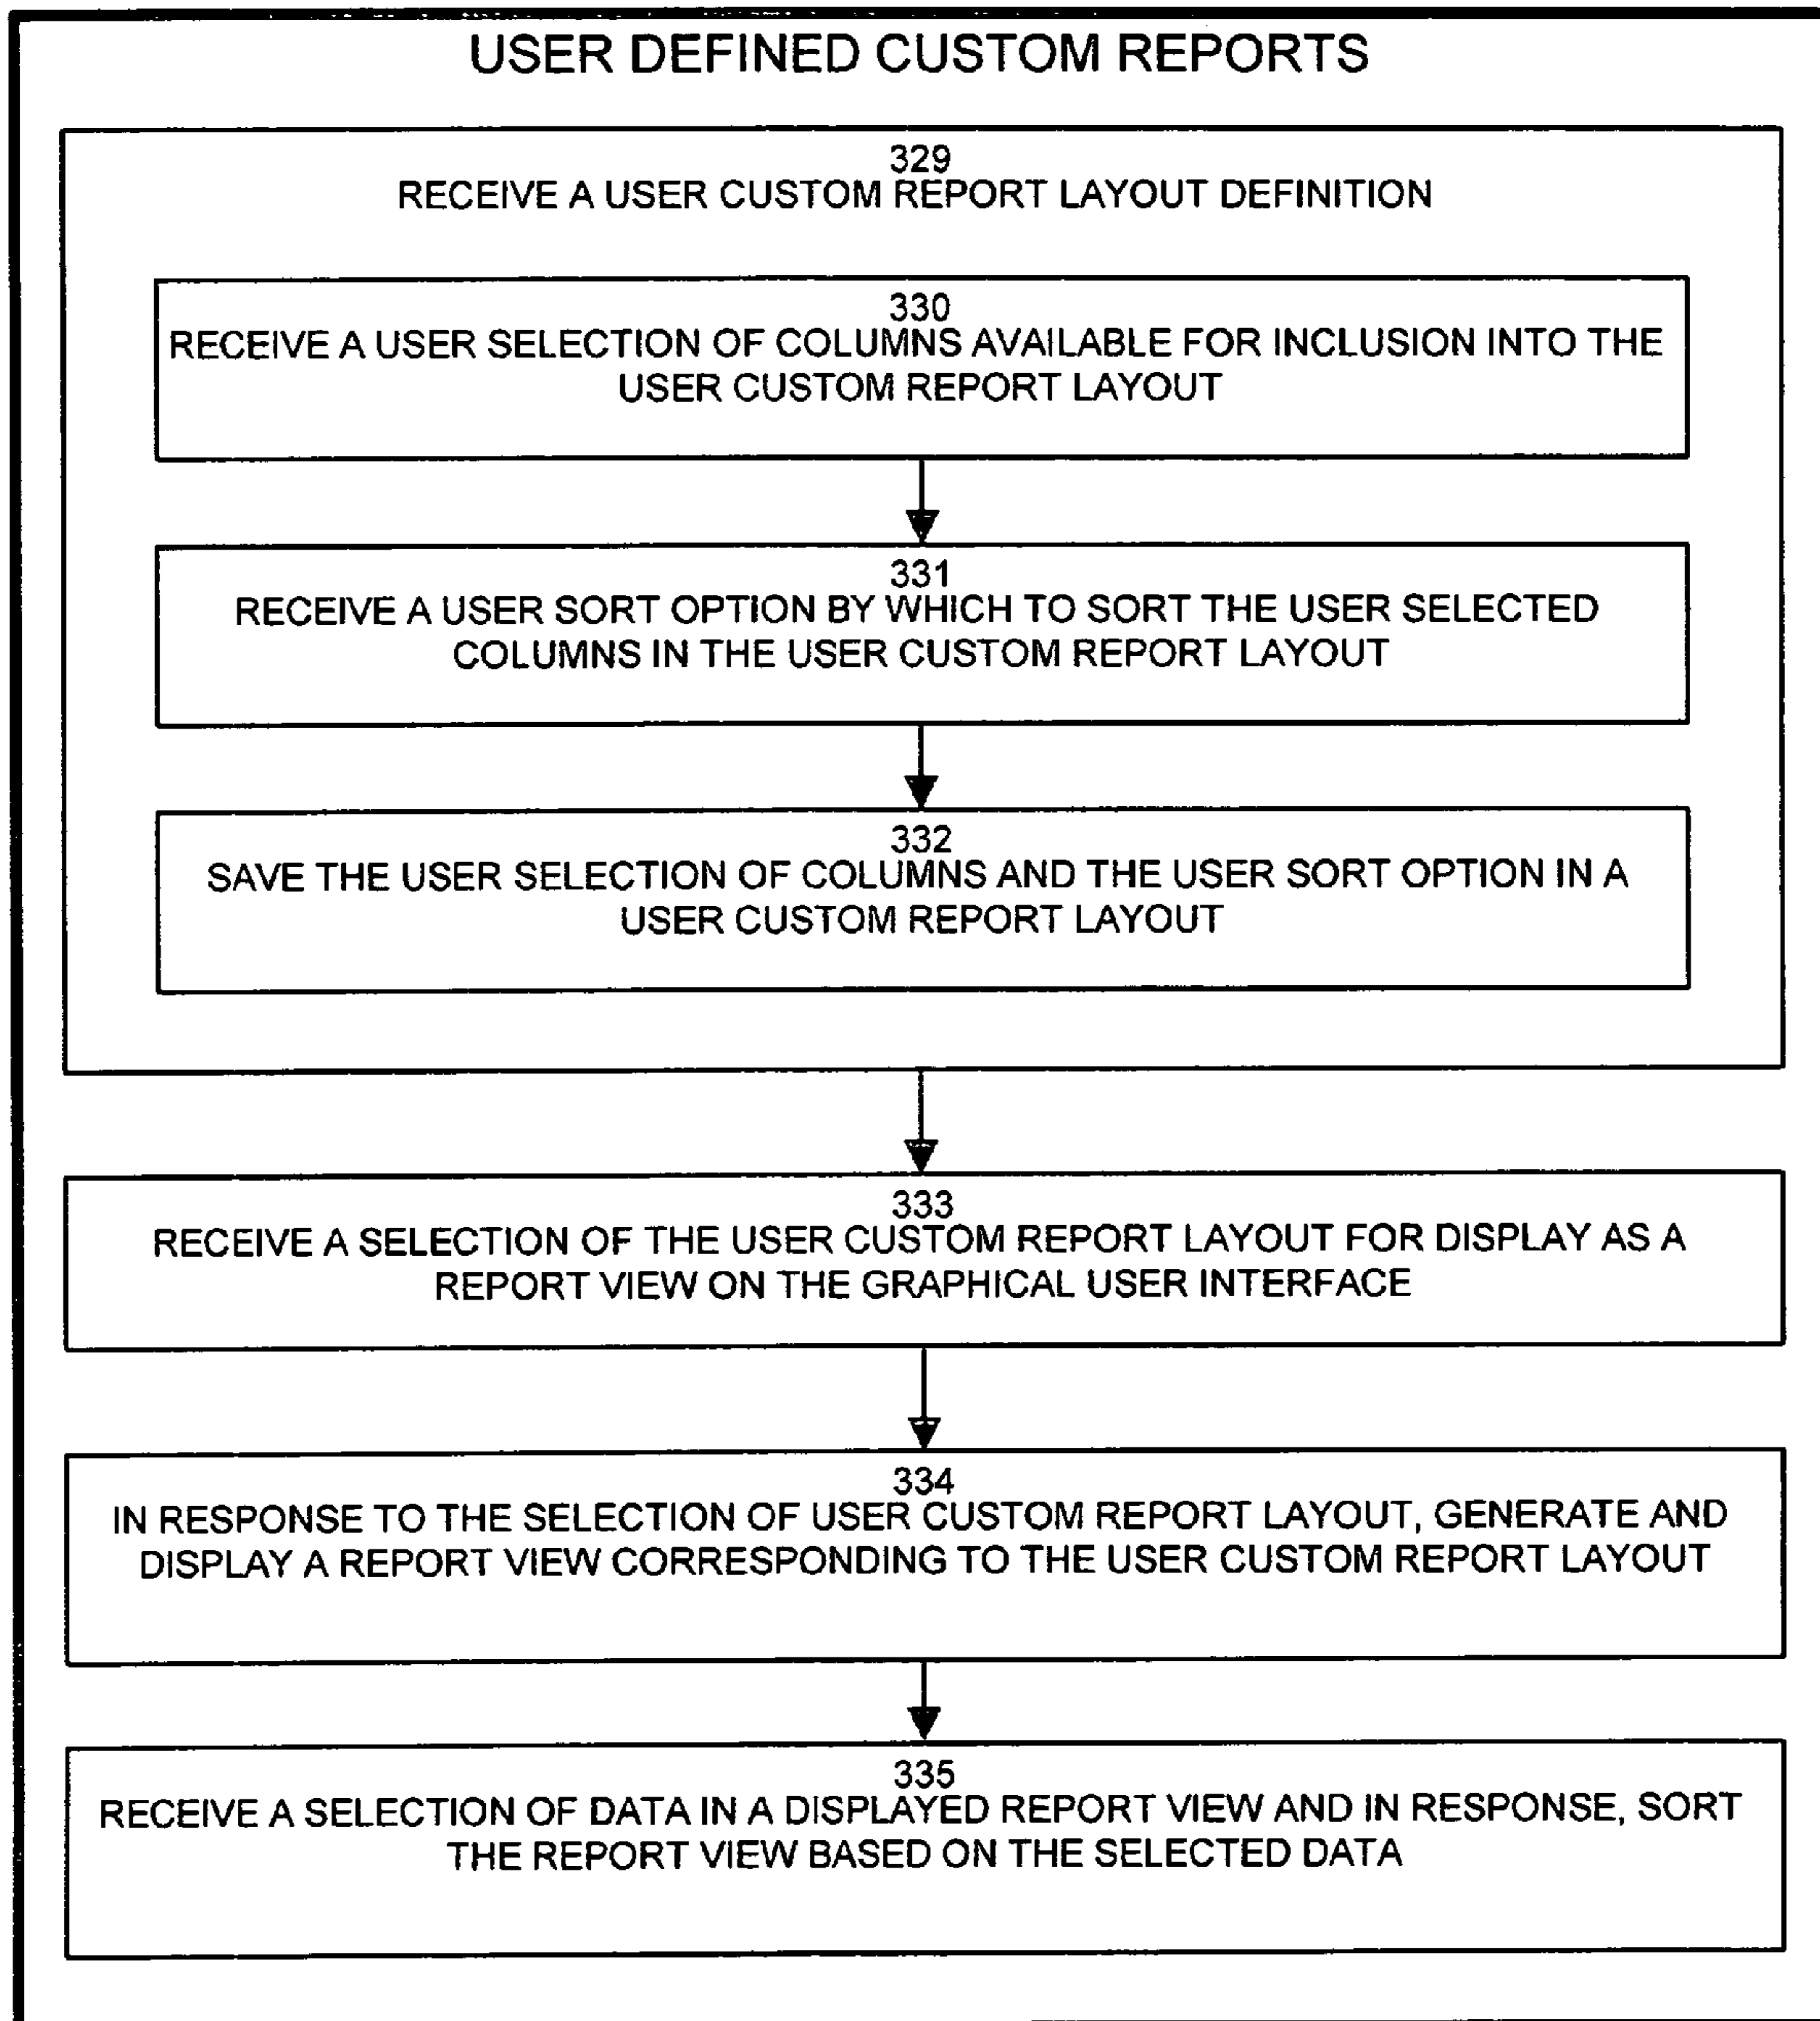 USER DEFINED CUSTOM REPORTS
329
RECEIVE A USER CUSTOM REPORT LAYOUT DEFINITION
330
RECEIVE A USER SELECTION OF COLUMNS AVAILABLE FOR INCLUSION INTO THE
USER CUSTOM REPORT LAYOUT
331
RECEIVE A USER SORT OPTION BY WHICH TO SORT THE USER SELECTED
COLUMNS IN THE USER CUSTOM REPORT LAYOUT
332
SAVE THE USER SELECTION OF COLUMNS AND THE USER SORT OPTION IN A
USER CUSTOM REPORT LAYOUT
333
RECEIVE A SELECTION OF THE USER CUSTOM REPORT LAYOUT FOR DISPLAY AS A
REPORT VIEW ON THE GRAPHICAL USER INTERFACE
334
IN RESPONSE TO THE SELECTION OF USER CUSTOM REPORT LAYOUT, GENERATE AND
DISPLAY A REPORT VIEW CORRESPONDING TO THE USER CUSTOM REPORT LAYOUT
335
RECEIVE A SELECTION OF DATA IN A DISPLAYED REPORT VIEW AND IN RESPONSE, SORT
THE REPORT VIEW BASED ON THE SELECTED DATA